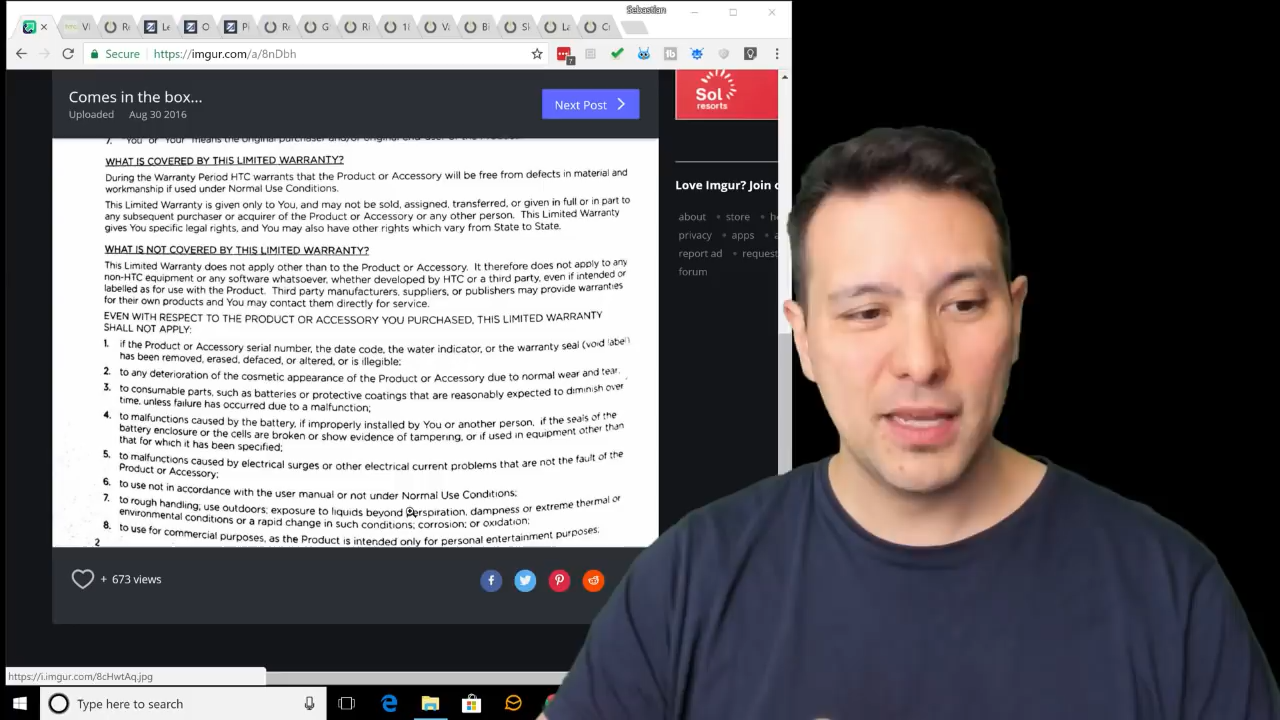 Sebastian
Secure
https://imgur.com/a/8nDbh
7
Comes in the box...
Uploaded Aug 30 2016
Next Post
Sol
resorts
7. "You" or "Your" means the original purchaser and/or original end-user of the Product.
WHAT IS COVERED BY THIS LIMITED WARRANTY?
During the Warranty Period HTC warrants that the Product or Accessory will be free from defects in material and
workmanship if used under Normal Use Conditions.
This Limited Warranty is given only to You, and may not be sold, assigned, transferred, or given in full or in part to
any subsequent purchaser or acquirer of the Product or Accessory or any other person. This Limited Warranty
gives You specific legal rights, and You may also have other rights which vary from State to State.
WHAT IS NOT COVERED BY THIS LIMITED WARRANTY?
This Limited Warranty does not apply other than to the Product or Accessory. It therefore does not apply to any
non-HTC equipment or any software whatsoever, whether developed by HTC or a third party, even if intended or
labelled as for use with the Product. Third party manufacturers, suppliers, or publishers may provide warranties
for their own products and You may contact them directly for service.
EVEN WITH RESPECT TO THE PRODUCT OR ACCESSORY YOU PURCHASED, THIS LIMITED WARRANTY
SHALL NOT APPLY:
1. if the Product or Accessory serial number, the date code, the water indicator, or the warranty seal (void label)
has been removed, erased, defaced, or altered, or is illegible;
2. to any deterioration of the cosmetic appearance of the Product or Accessory due to normal wear and tear.
3. to consumable parts, such as batteries or protective coatings that are reasonably expected to diminish over
time, unless failure has occurred due to a malfunction;
4. to malfunctions caused by the battery, if improperly installed by You or another person, if the seals of the
battery enclosure or the cells are broken or show evidence of tampering, or if used in equipment other than
that for which it has been specified;
5. to malfunctions caused by electrical surges or other electrical current problems that are not the fault of the
Product or Accessory;
6. to use not in accordance with the user manual or not under Normal Use Conditions;
7. to rough handling; use outdoors; exposure to liquids beyond perspiration, dampness or extreme thermal or
environmental conditions or a rapid change in such conditions; corrosion; or oxidation;
8. to use for commercial purposes, as the Product is intended only for personal entertainment purposes;
2
Love Imgur? Join
about store
privacy apps
report ad request
forum
+ 673 views
https://i.imgur.com/8cHwtAq.jpg
Type here to search